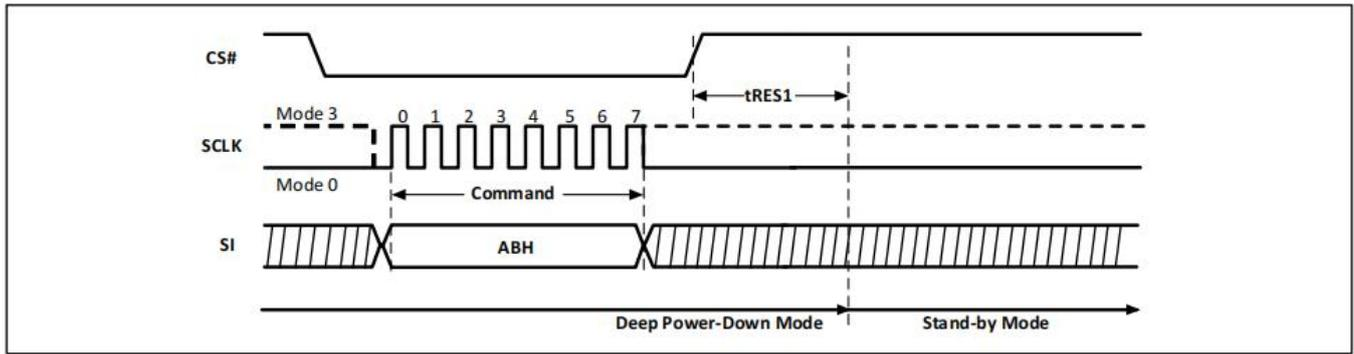 CS#
tRES1
Mode 3
0 1 2 3 4 5 6 7
SCLK
Mode 0
Command
SI
ABH
Deep Power-Down Mode
Stand-by Mode